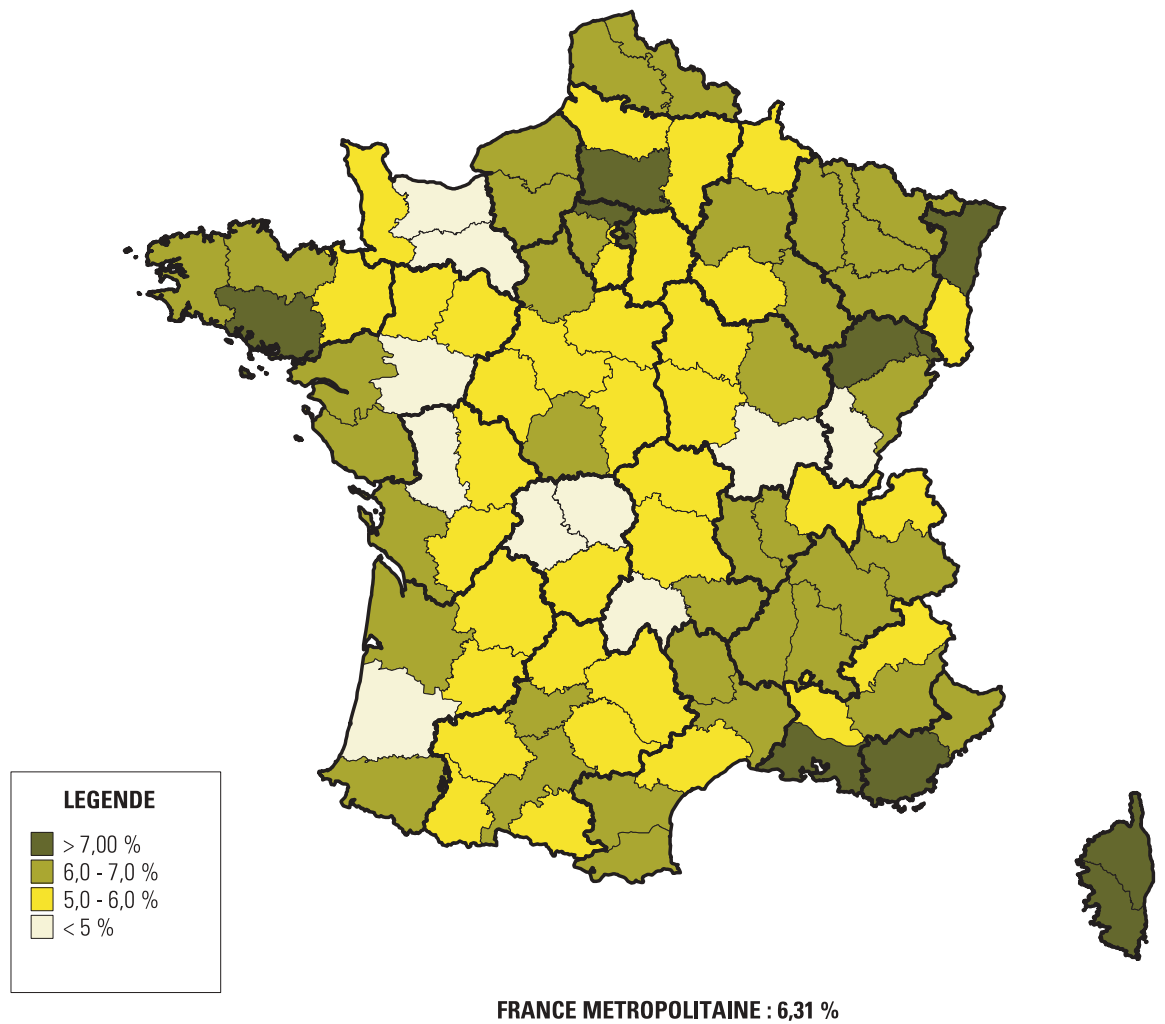 LEGENDE
> 7,00 %
6,0 - 7,0 %
5,0 - 6,0 %
< 5 %
FRANCE METROPOLITAINE : 6,31 %